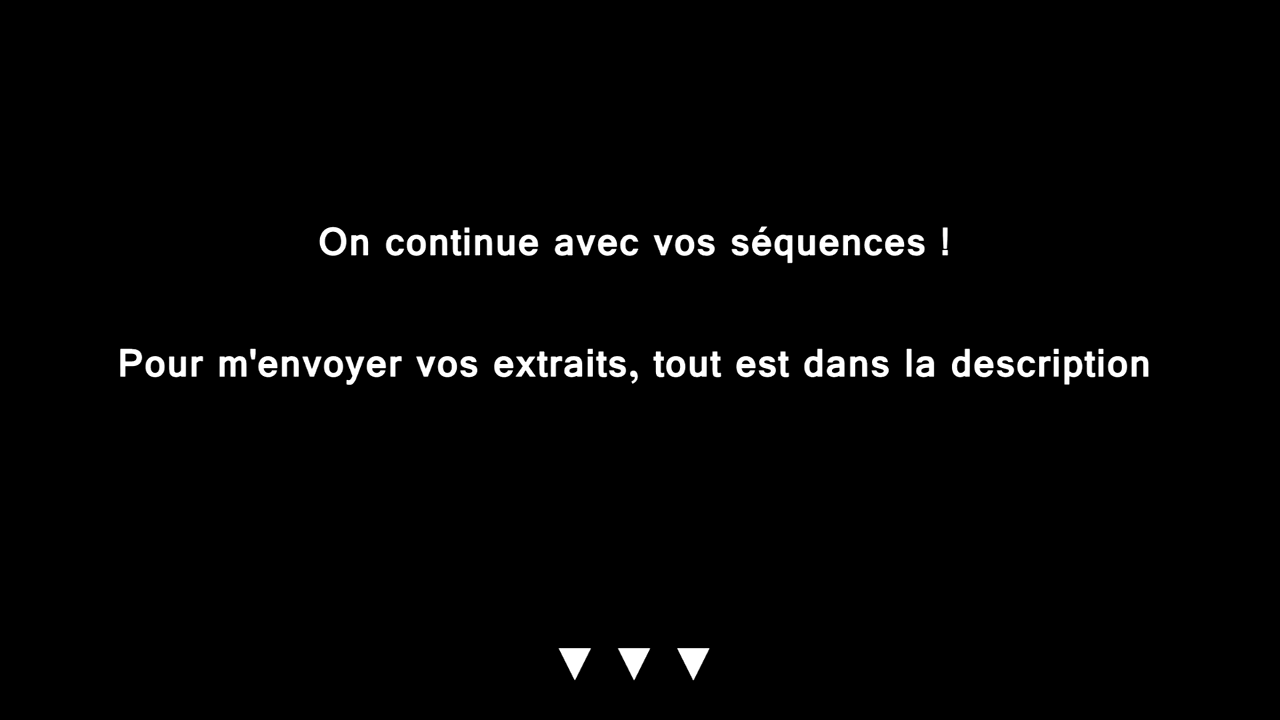 On continue avec vos séquences !
Pour m'envoyer vos extraits, tout est dans la description